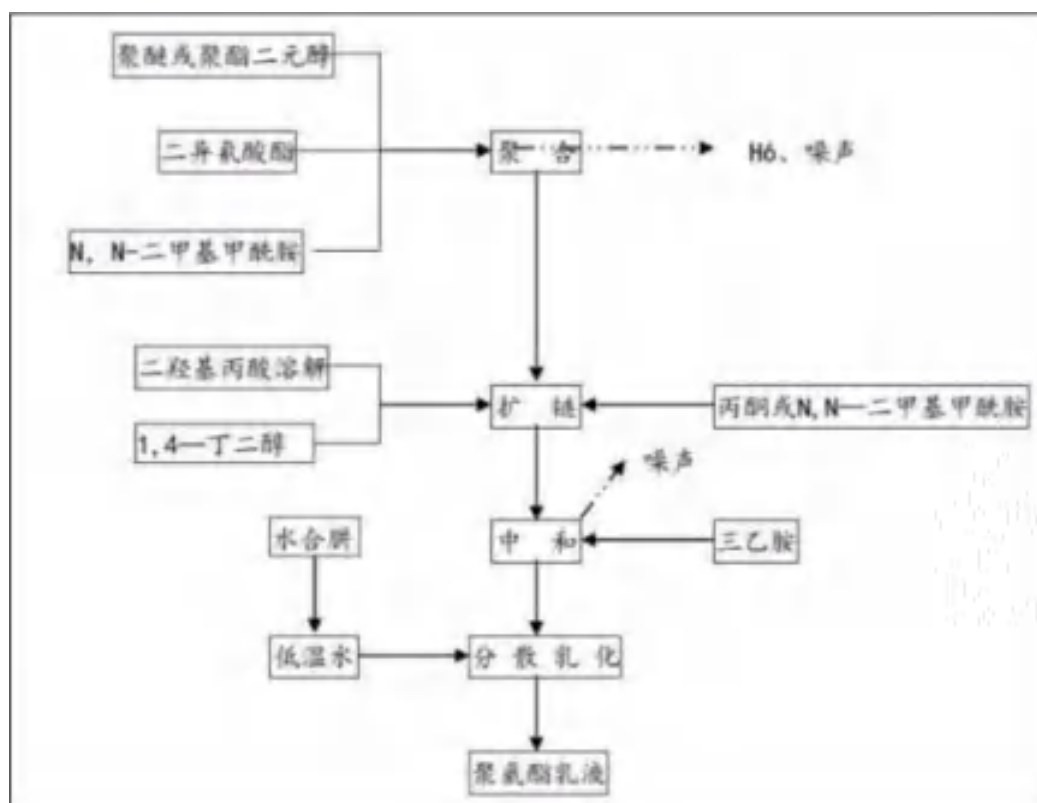 聚醚或聚酯二元醇
二异氰酸酯
聚 合
H6、噪声
N, N-二甲基甲酰胺
二羟基丙酸溶解
扩 链
丙酮或N,N—二甲基甲酰胺
1,4—丁二醇
噪声
水合肼
中 和
三乙胺
低温水
分 散 乳 化
聚氨酯乳液